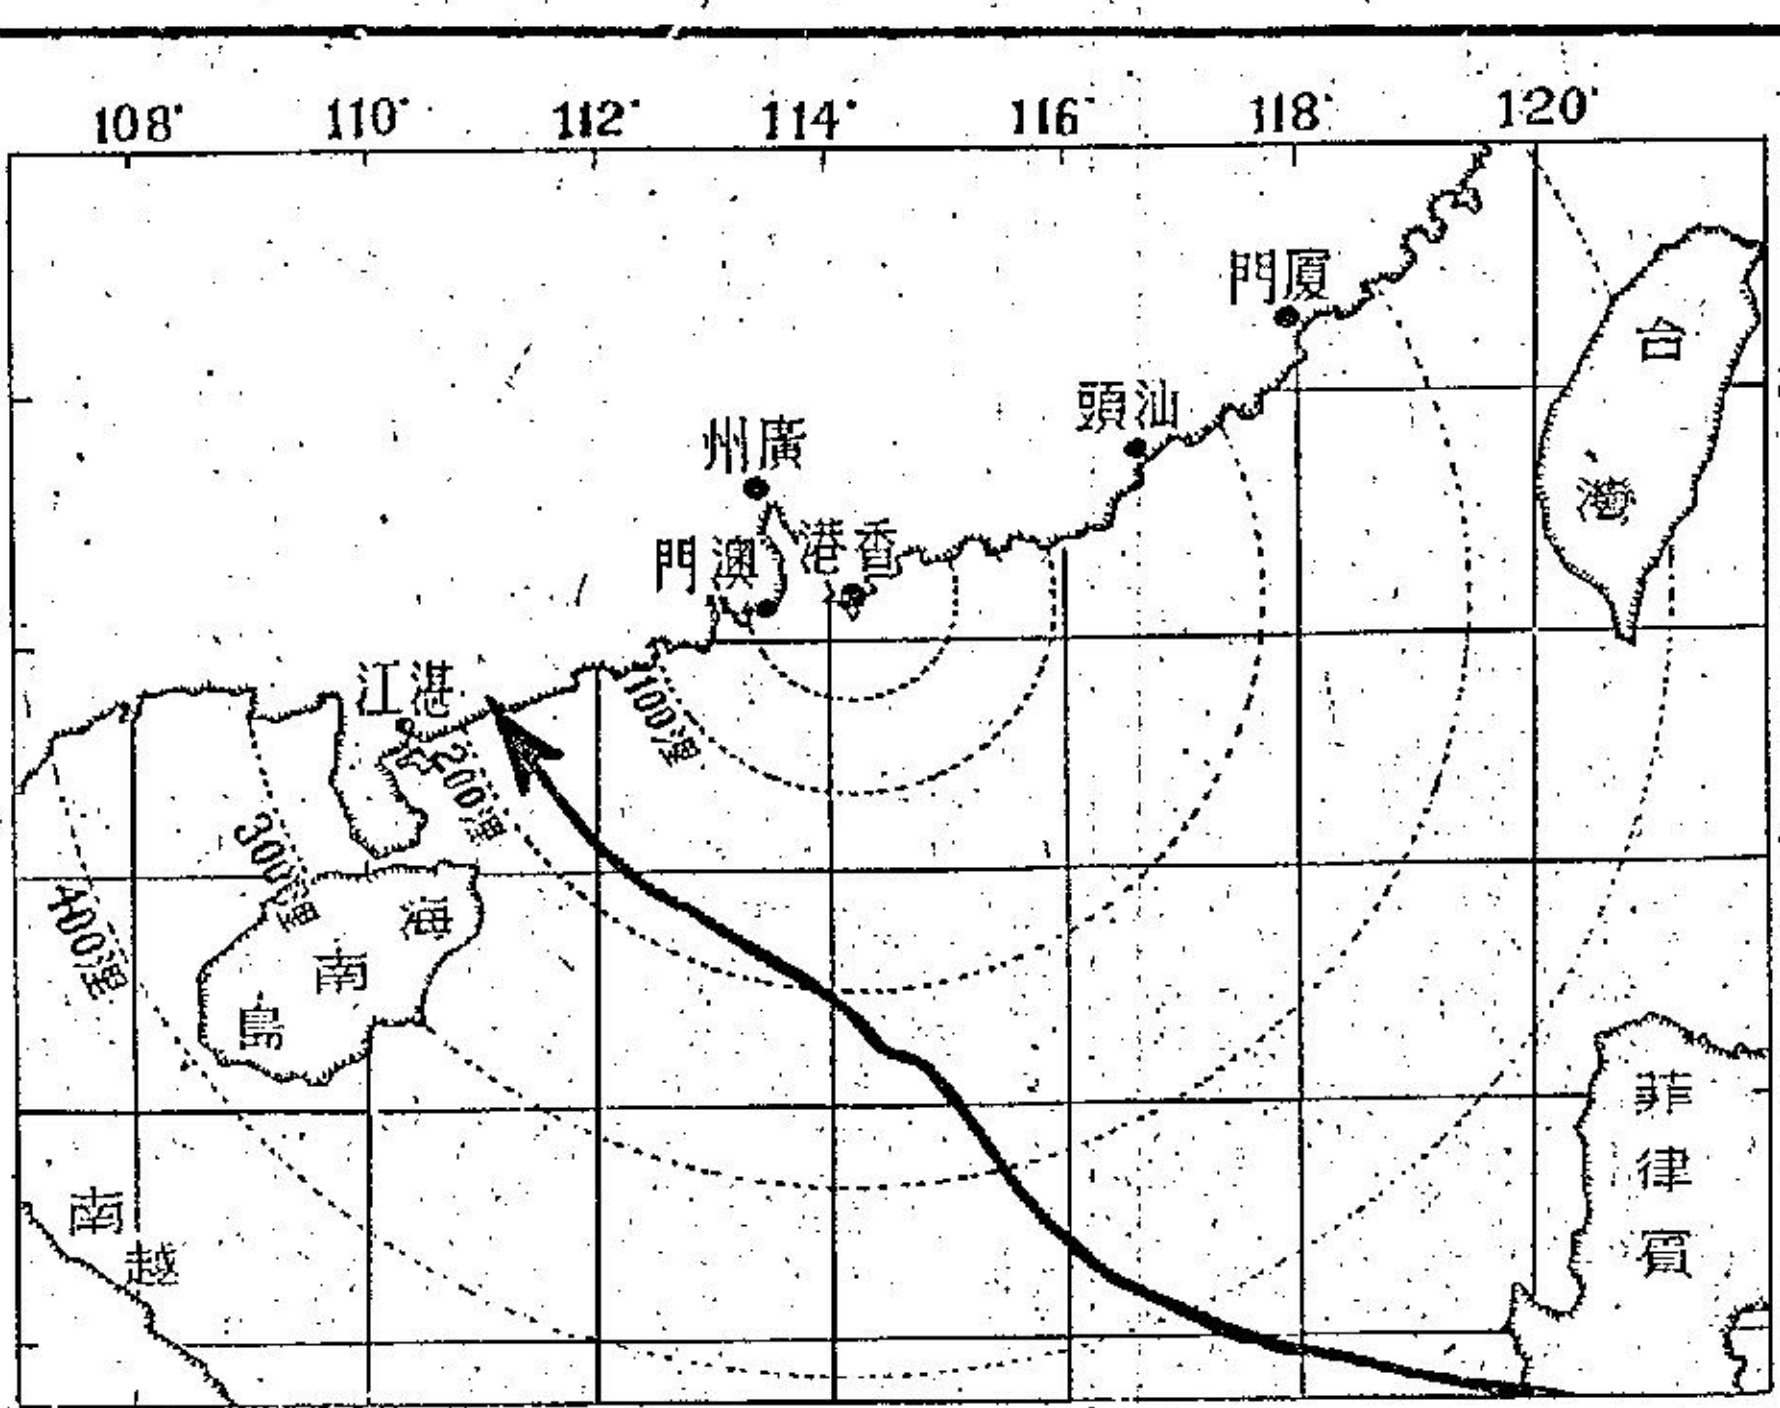 108°
110°
112°
114°
116°
118°
120°
廈門
台灣
汕頭
廣州
香港
澳門
湛江
100浬
200浬
300浬
400浬
海南島
菲律賓
越南